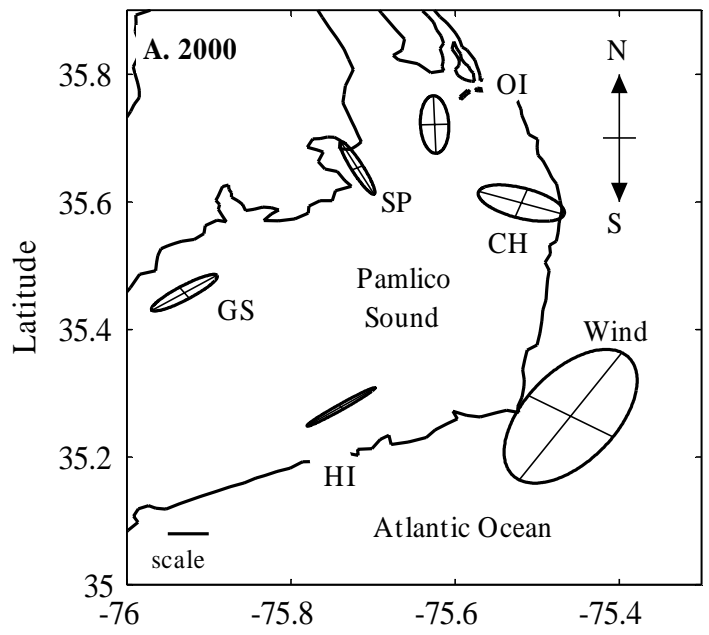 A. 2000
N
35.8
OI
35.6
SP
S
CH
Pamlico
GS
Sound
Latitude
Wind
35.4
35.2
HI
Atlantic Ocean
scale
35
-76
-75.8
-75.6
-75.4